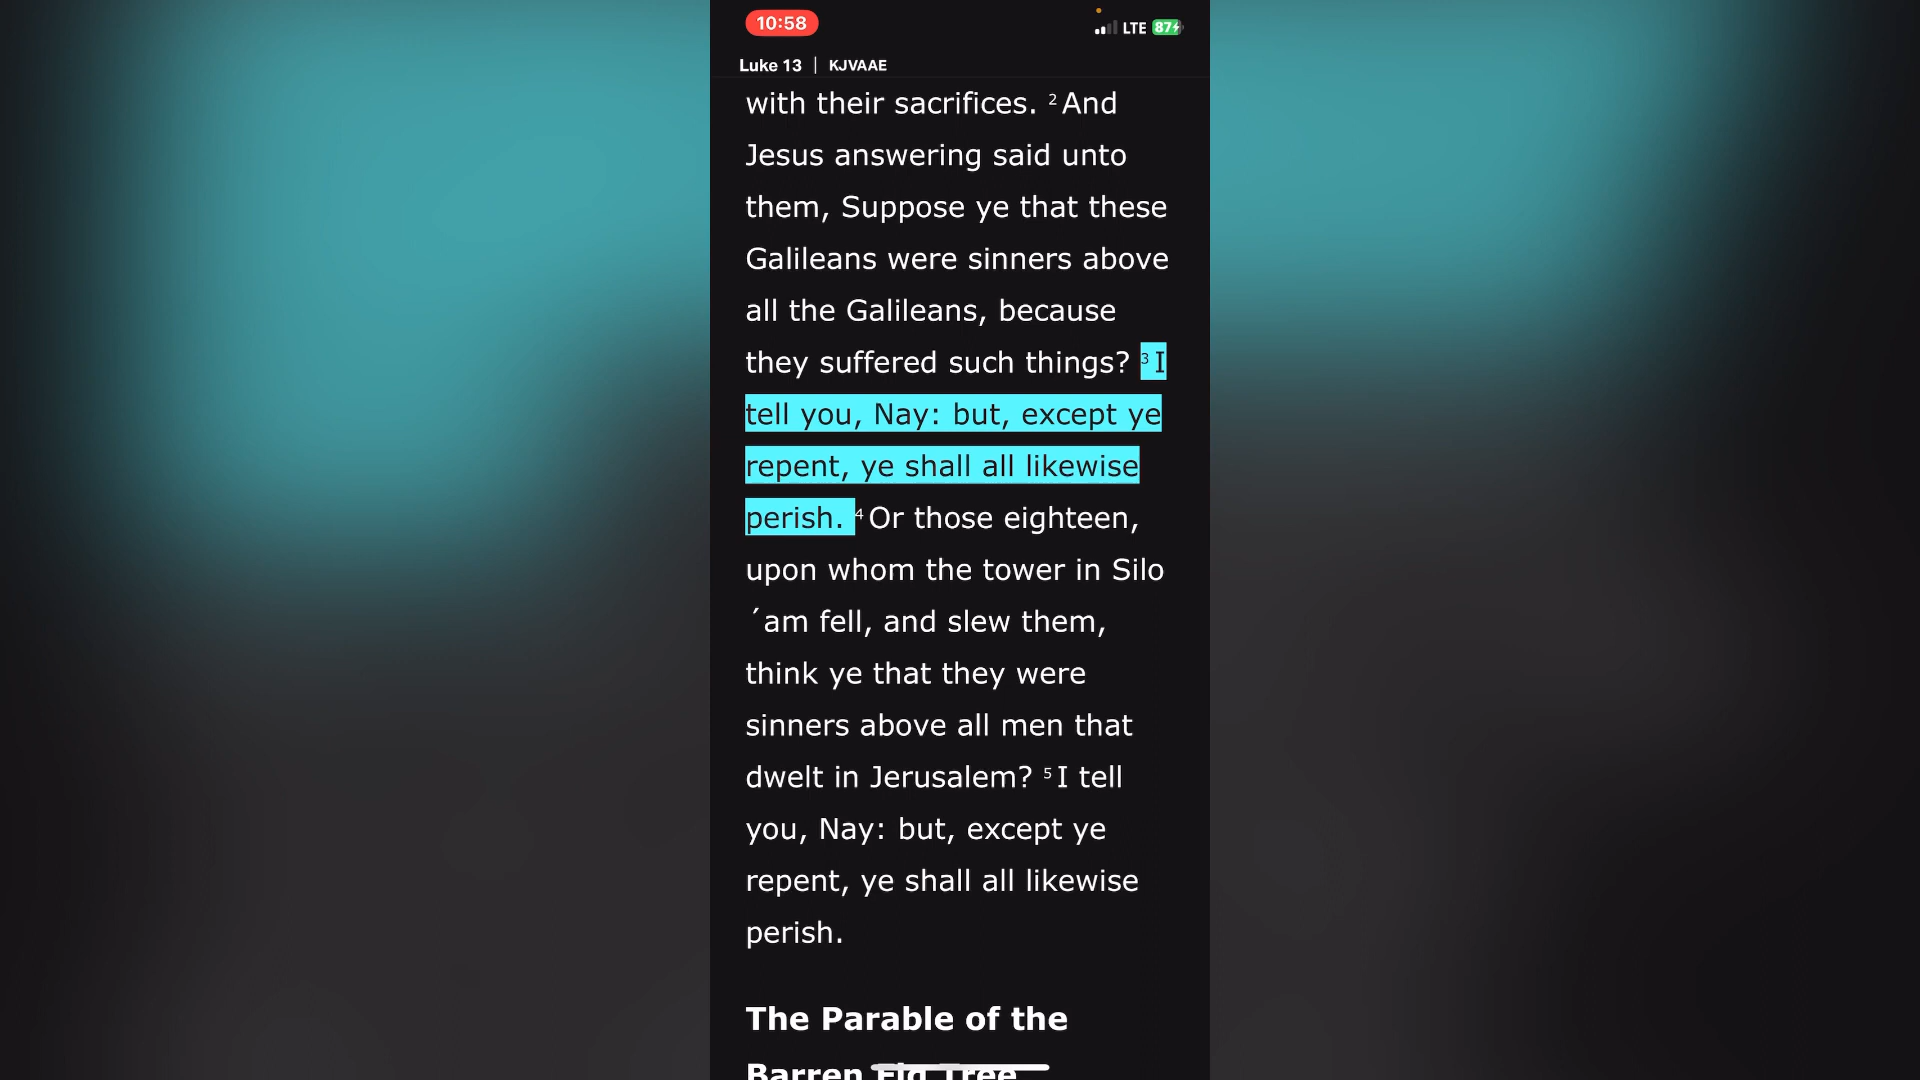 10:58
LTE 87
Luke 13 | KJVAAE
with their sacrifices. 2 And
Jesus answering said unto
them, Suppose ye that these
Galileans were sinners above
all the Galileans, because
they suffered such things? 3 I
tell you, Nay: but, except ye
repent, ye shall all likewise
perish. 4 Or those eighteen,
upon whom the tower in Silo
´am fell, and slew them,
think ye that they were
sinners above all men that
dwelt in Jerusalem? 5 I tell
you, Nay: but, except ye
repent, ye shall all likewise
perish.
The Parable of the
Barren Fig Tree